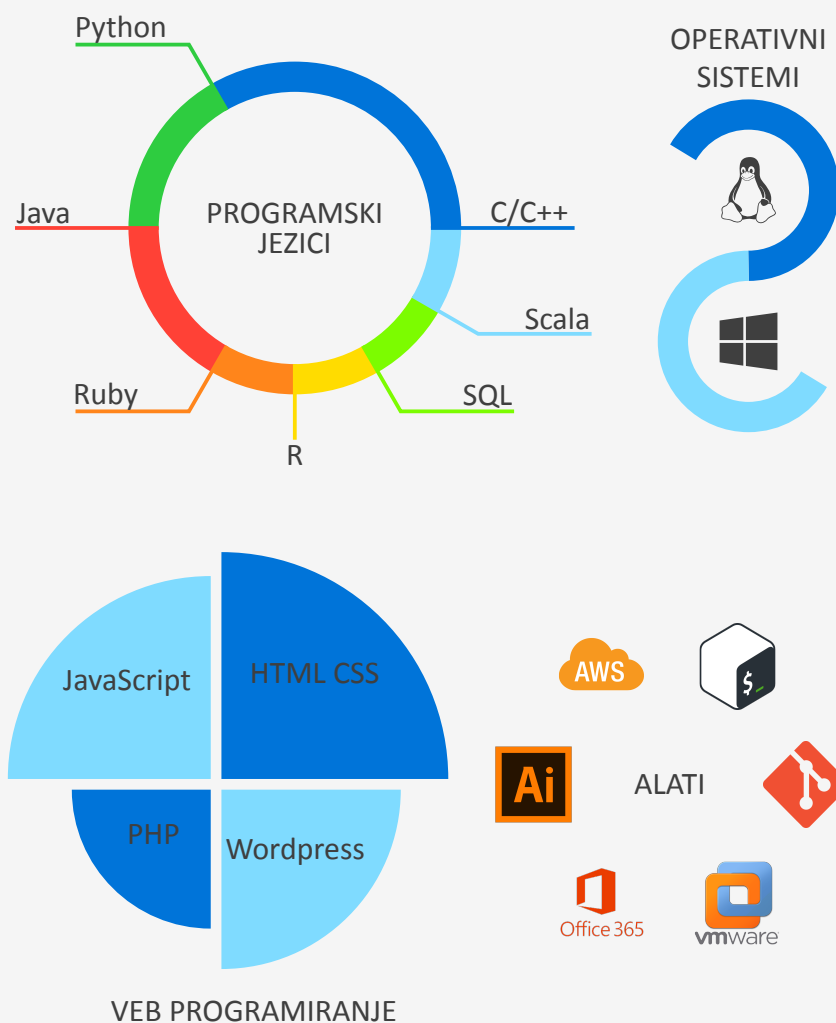 Python
OPERATIVNI
SISTEMI
Java
PROGRAMSKI
JEZICI
C/C++
Scala
Ruby
SQL
R
JavaScript
HTML CSS
AWS
$_
Ai
ALATI
PHP
Wordpress
Office 365
vmware
VEB PROGRAMIRANJE